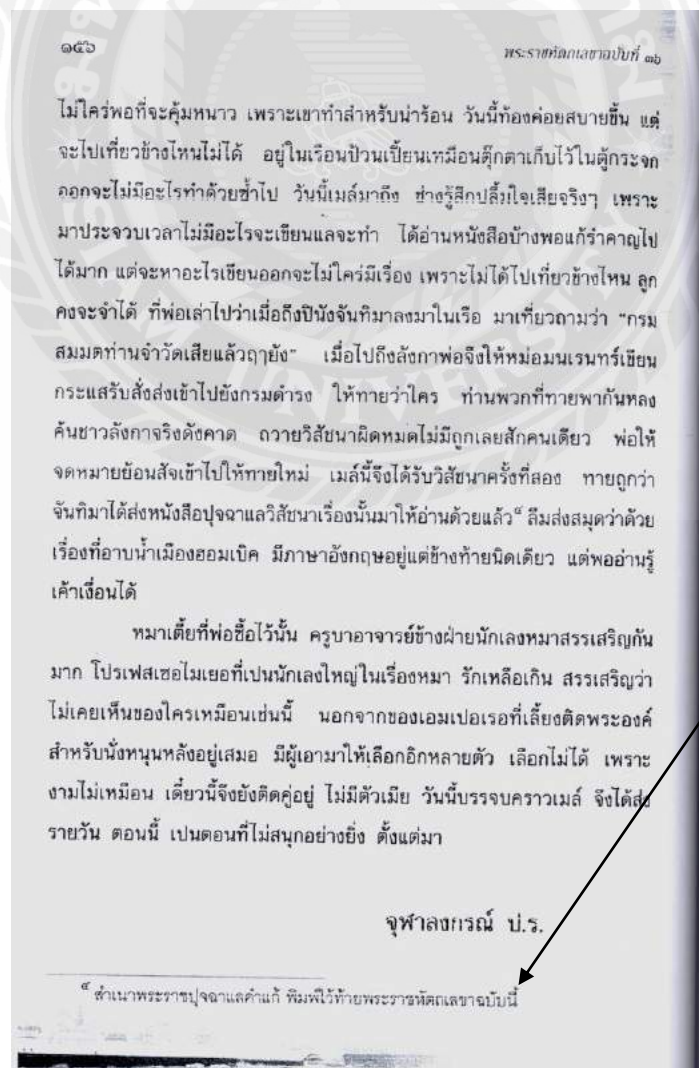 ๑๕๖
พระราชหัตถเลขาฉบับที่ ๓๖
ไม่ใคร่พอที่จะคุ้มหนาว เพราะเขาทำสำหรับน่าร้อน วันนี้ท้องค่อยสบายขึ้น แต่
จะไปเที่ยวข้างไหนไม่ได้ อยู่ในเรือนป้วนเปี้ยนเหมือนตุ๊กตาเก็บไว้ในตู้กระจก
ออกจะไม่มีอะไรทำด้วยซ้ำไป วันนี้เมล์มาถึง ช่างรู้สึกปลื้มใจเสียจริงๆ เพราะ
มาประจวบเวลาไม่มีอะไรจะเขียนแลจะทำ ได้อ่านหนังสือบ้างพอแก้รำคาญไป
ได้มาก แต่จะหาอะไรเขียนออกจะไม่ใคร่มีเรื่อง เพราะไม่ได้ไปเที่ยวข้างไหน ลูก
คงจะจำได้ ที่พ่อเล่าไปว่าเมื่อถึงปินังจันทิมาลงมาในเรือ มาเที่ยวถามว่า "กรม
สมมตท่านจำวัดเสียแล้วฤๅยัง" เมื่อไปถึงลังกาพ่อจึงให้หม่อมนเรนทร์เขียน
กระแสรับสั่งส่งเข้าไปยังกรมดำรง ให้ทายว่าใคร ท่านพวกที่ทายพากันหลง
ค้นชาวลังกาจริงดังคาด ถวายวิสัชนาผิดหมดไม่มีถูกเลยสักคนเดียว พ่อให้
จดหมายย้อนสัจเข้าไปให้ทายใหม่ เมล์นี้จึงได้รับวิสัชนาครั้งที่สอง ทายถูกว่า
จันทิมาได้ส่งหนังสือปุจฉาแลวิสัชนาเรื่องนั้นมาให้อ่านด้วยแล้ว๔ ลืมส่งสมุดว่าด้วย
เรื่องที่อาบน้ำเมืองฮอมเบิค มีภาษาอังกฤษอยู่แต่ข้างท้ายนิดเดียว แต่พออ่านรู้
เค้าเงื่อนได้
หมาเตี้ยที่พ่อซื้อไว้นั้น ครูบาอาจารย์ข้างฝ่ายนักเลงหมาสรรเสริญกัน
มาก โปรเฟสเซอไมเยอที่เปนนักเลงใหญ่ในเรื่องหมา รักเหลือเกิน สรรเสริญว่า
ไม่เคยเห็นของใครเหมือนเช่นนี้ นอกจากของเอมเปอเรอที่เลี้ยงติดพระองค์
สำหรับนั่งหนุนหลังอยู่เสมอ มีผู้เอามาให้เลือกอีกหลายตัว เลือกไม่ได้ เพราะ
งามไม่เหมือน เดี๋ยวนี้จึงยังติดคู่อยู่ ไม่มีตัวเมีย วันนี้บรรจบคราวเมล์ จึงได้ส่ง
รายวัน ตอนนี้ เปนตอนที่ไม่สนุกอย่างยิ่ง ตั้งแต่มา
จุฬาลงกรณ์ ป.ร.
๔ สำเนาพระราชปุจฉาแลคำแก้ พิมพ์ไว้ท้ายพระราชหัตถเลขาฉบับนี้